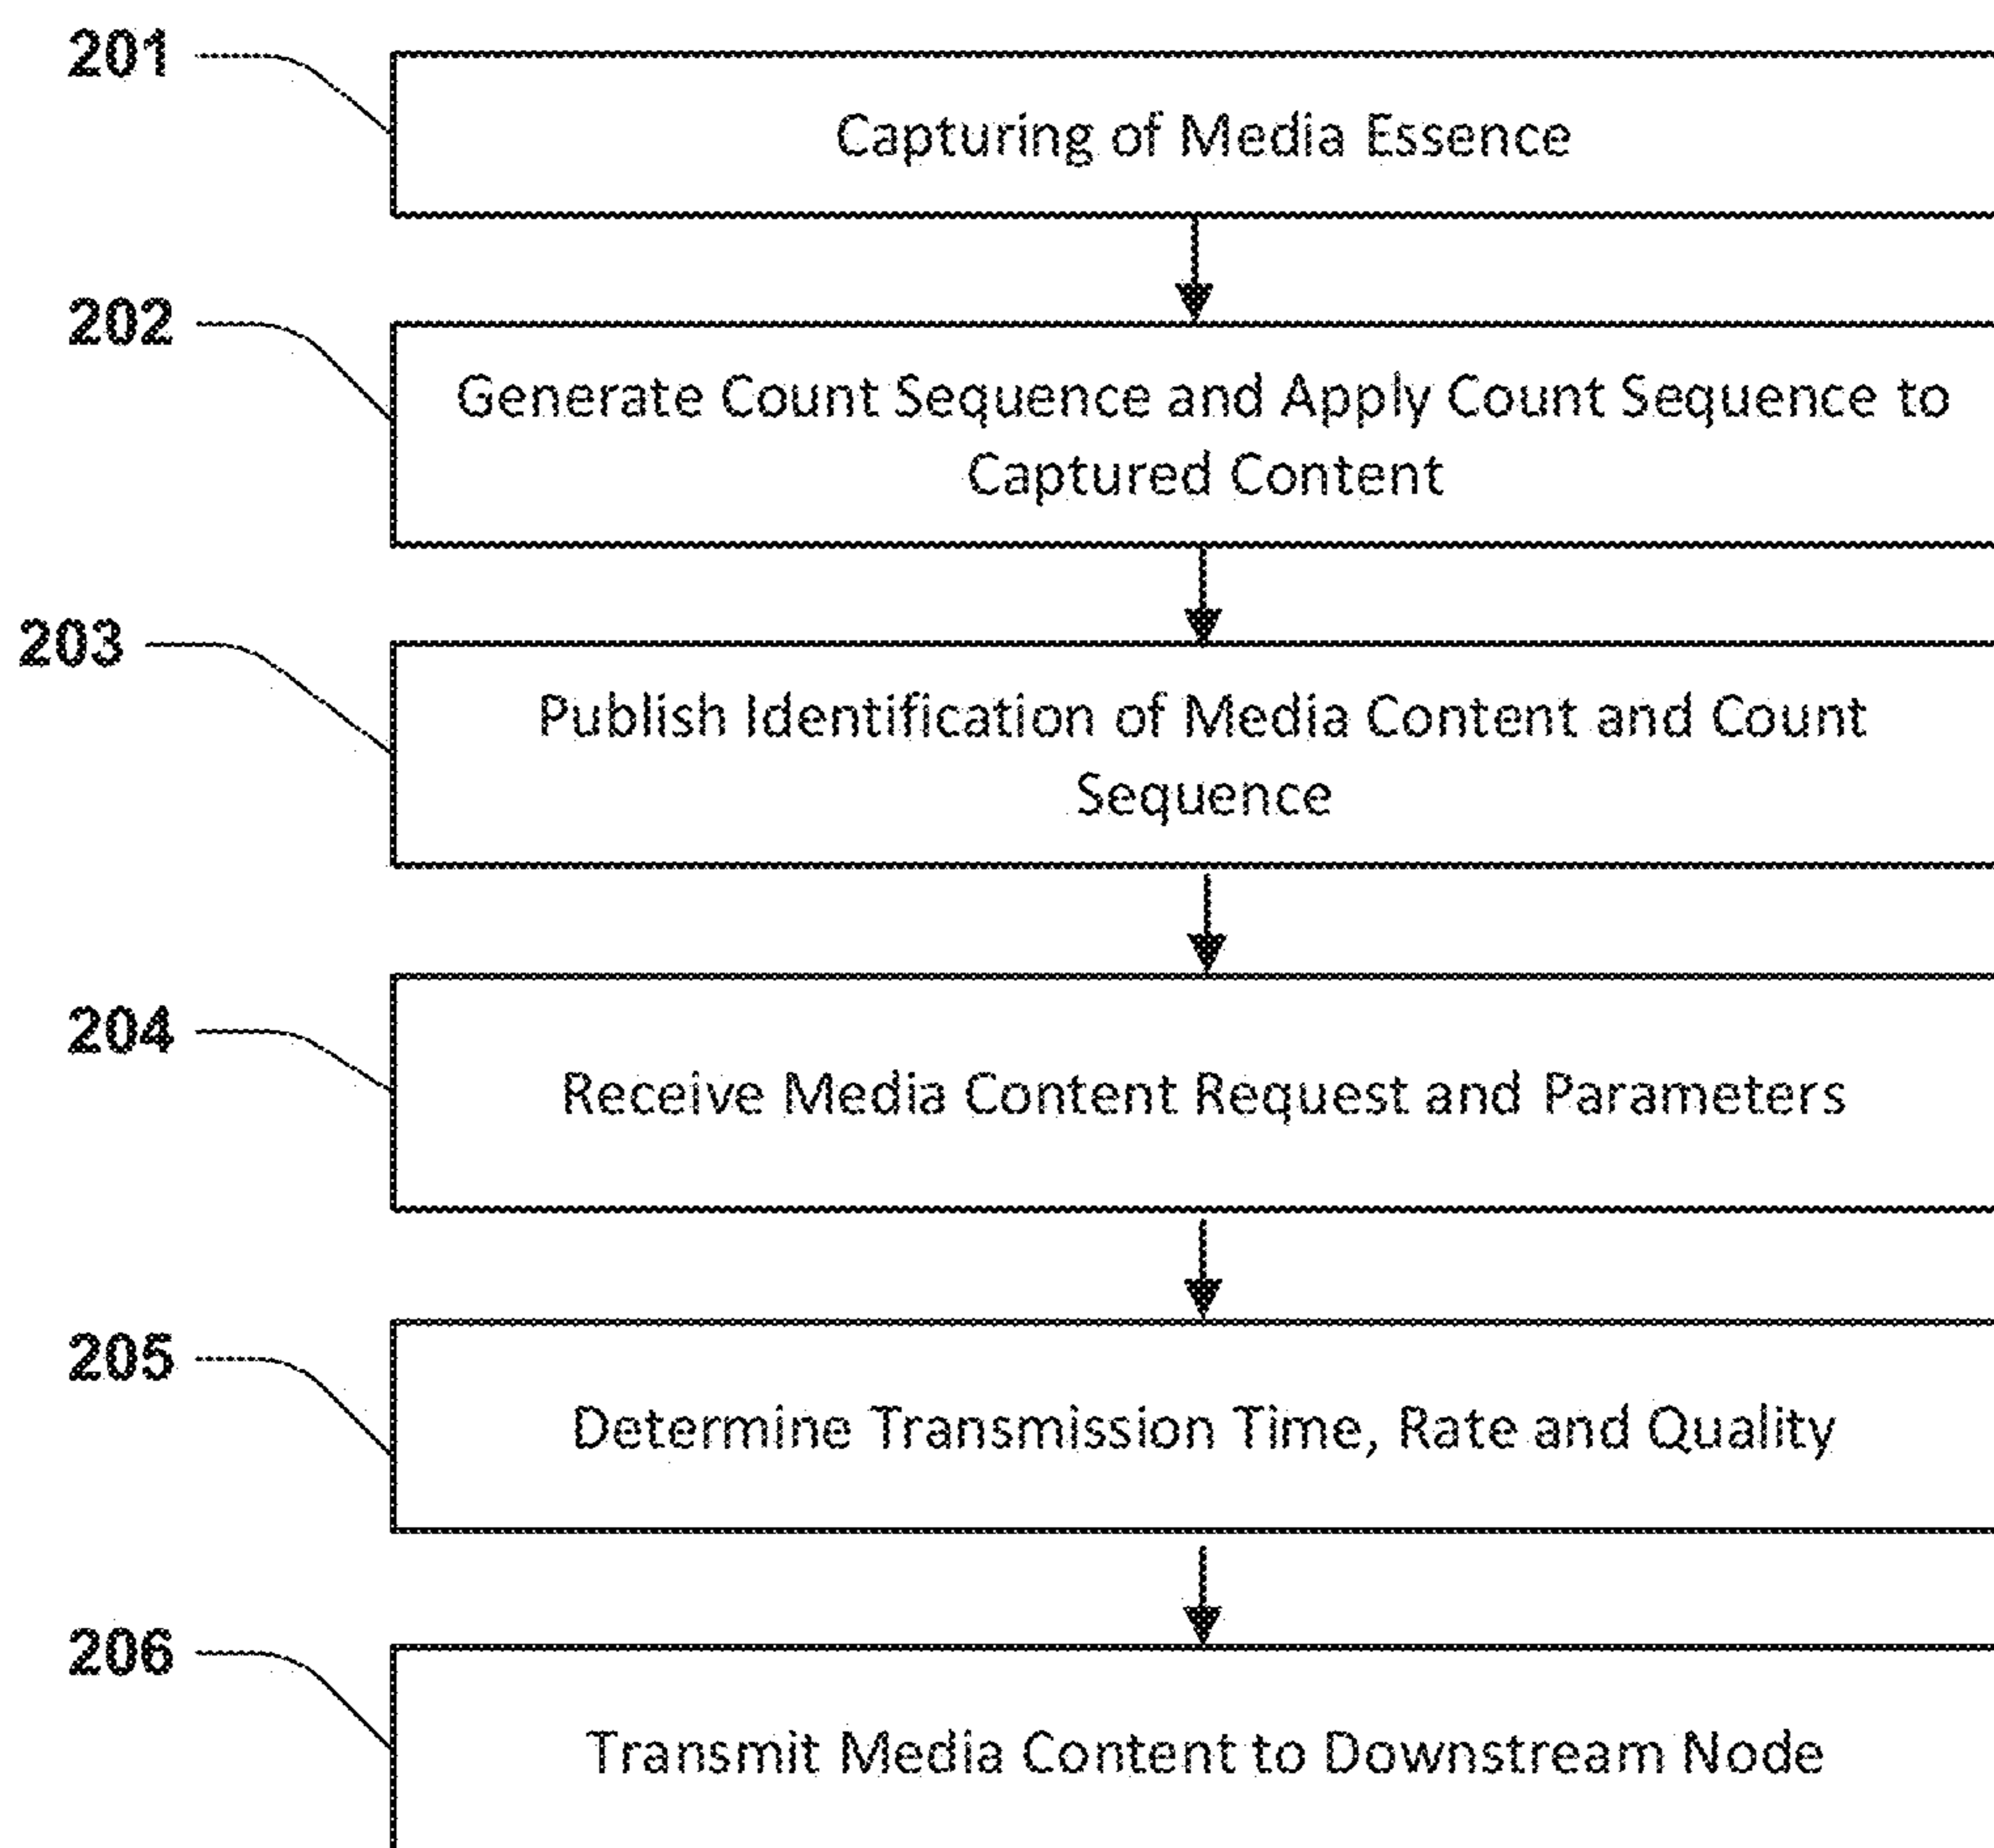 201
Capturing of Media Essence
202
Generate Count Sequence and Apply Count Sequence to
Captured Content
203
Publish Identification of Media Content and Count
Sequence
204
Receive Media Content Request and Parameters
205
Determine Transmission Time, Rate and Quality
206
Transmit Media Content to Downstream Node